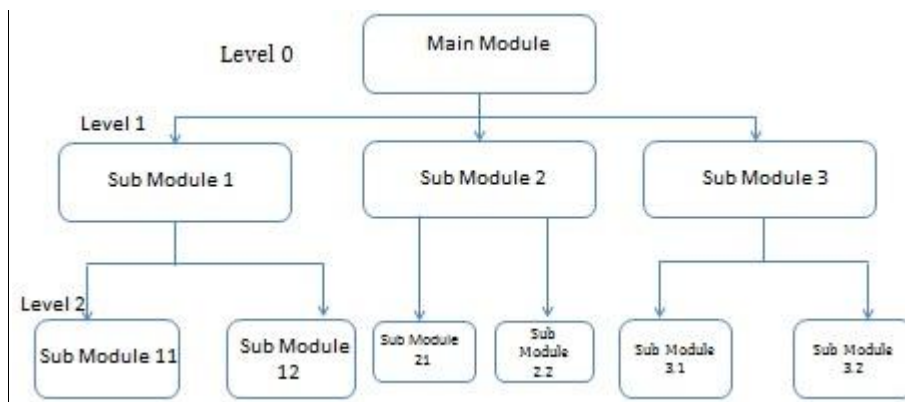 Level 0
Main Module
Level 1
Sub Module 1
Sub Module 2
Sub Module 3
Level 2
Sub Module 11
Sub Module
12
Sub Module
21
Sub
Module
2.2
Sub Module
3.1
Sub Module
3.2